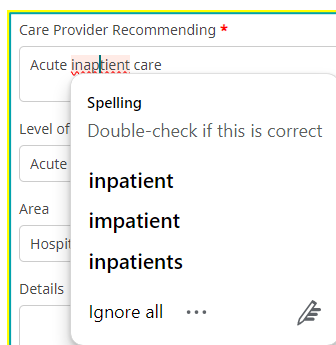 Care Provider Recommending *
Acute inaptient care
Spelling
Double-check if this is correct
inpatient
impatient
inpatients
Ignore all
Level of
Acute
Area
Hospit
Details